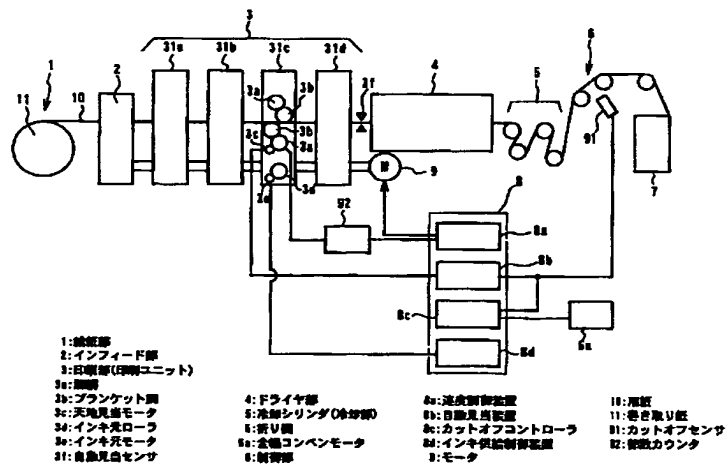 3
31a
31b
31c
31d
1
2
3a
3b
3f
4
5
6
11
10
3b
3a
3c
91
M
9
7
3d
8
92
8a
8b
8c
5a
8d
1:給紙部
2:インフィード部
3:印刷部(印刷ユニット)
3a:版胴
3b:ブランケット胴
3c:天地見当モータ
3d:インキ元ローラ
3e:インキ元モータ
3f:自動見当センサ
4:ドライヤ部
5:冷却シリンダ(冷却部)
5:折り機
5a:全幅コンペンモータ
8:制御部
8a:速度制御装置
8b:自動見当装置
8c:カットオフコントローラ
8d:インキ供給制御装置
9:モータ
10:用紙
11:巻き取り紙
91:カットオフセンサ
92:部数カウンタ